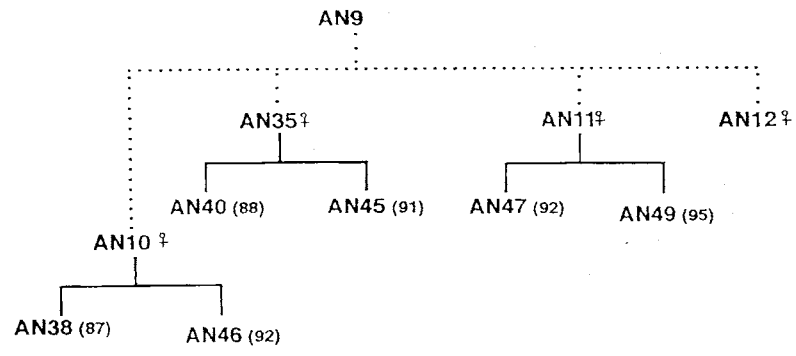 AN9
AN35♀ AN11♀ AN12♀
AN40 (88) AN45 (91) AN47 (92) AN49 (95)
AN10 ♀
AN38 (87) AN46 (92)